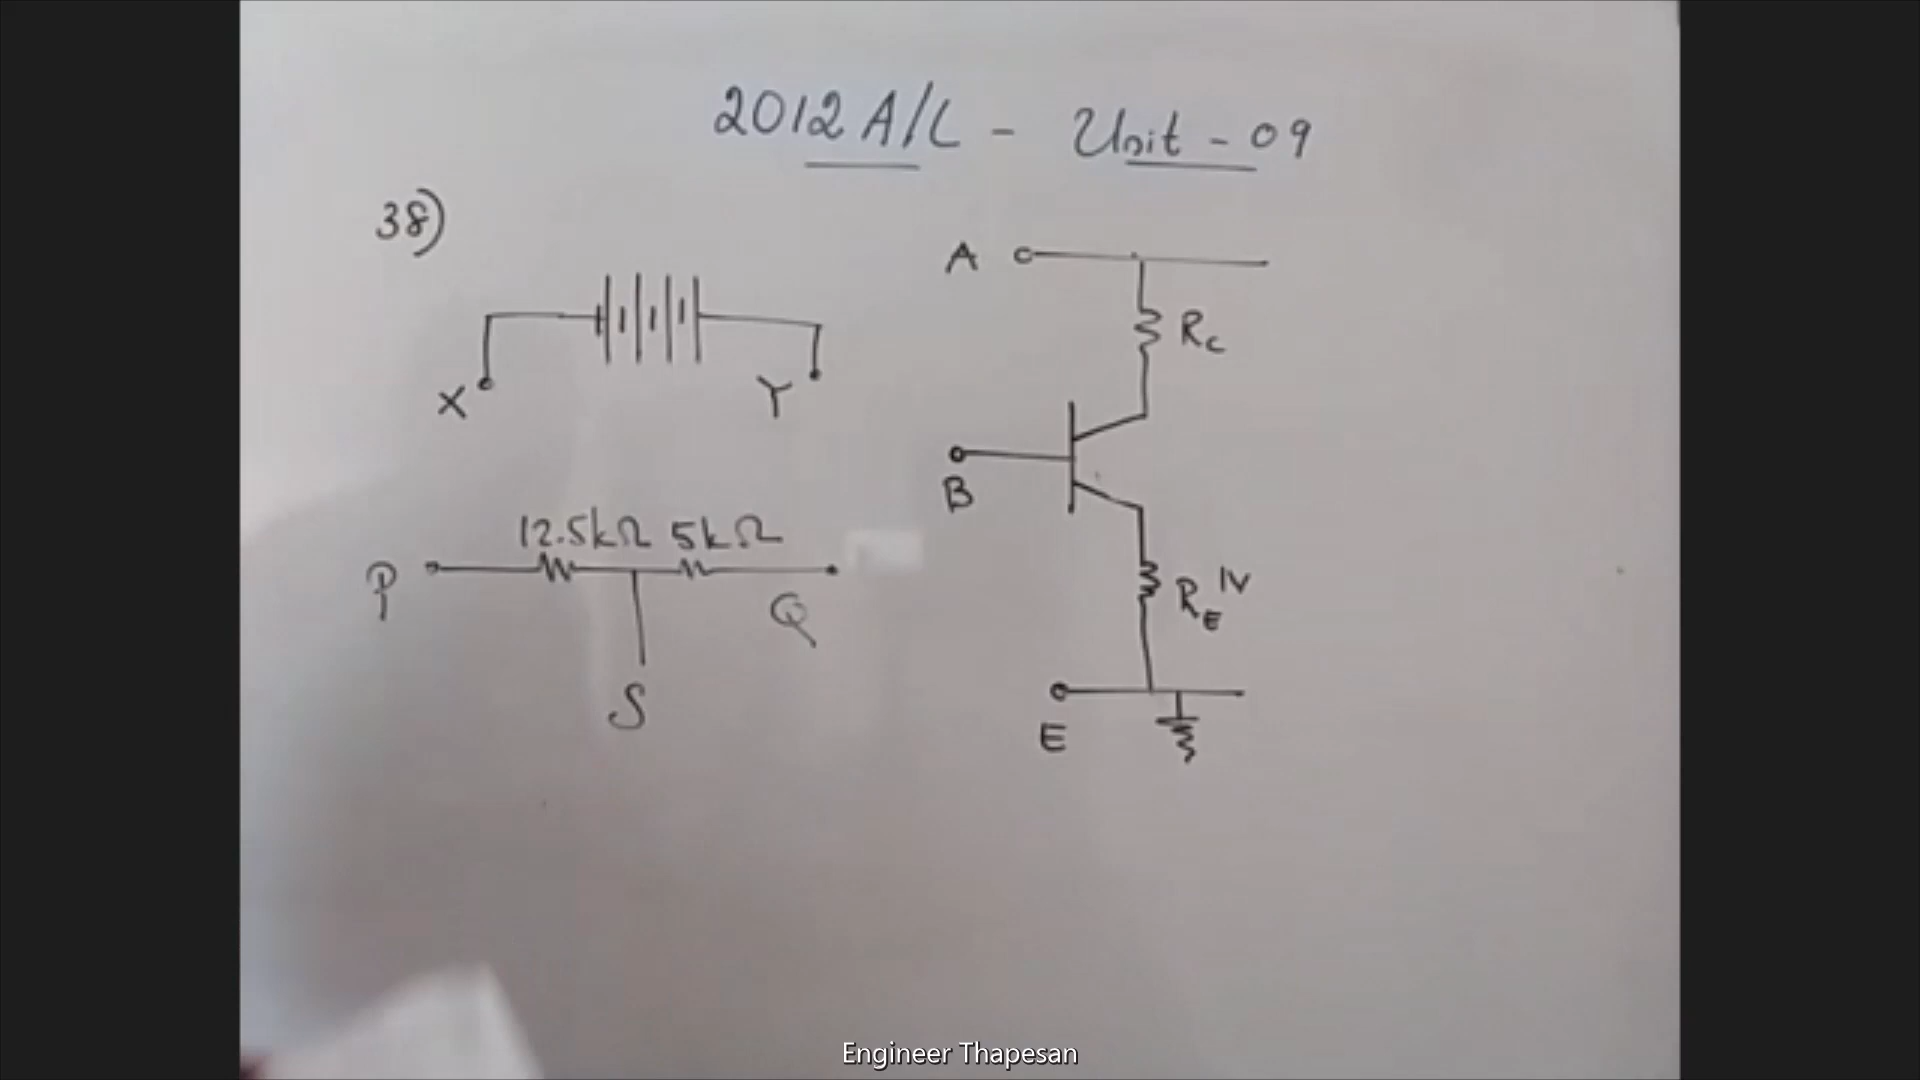 2012 A/L - Unit - 09
38)
A
Rc
X
Y
B
12.5kΩ 5kΩ
P
Q
S
RE 1V
E
Engineer Thapesan